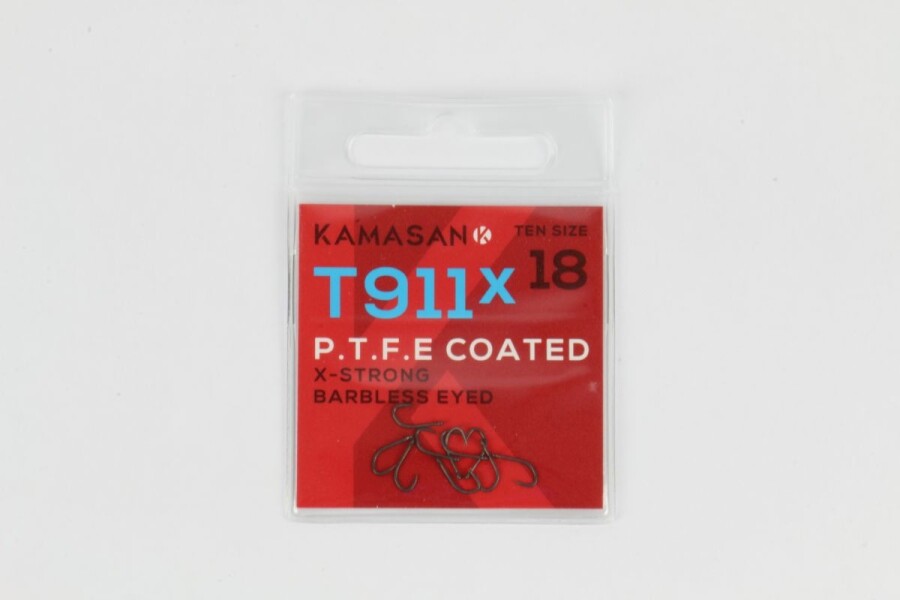 KAMASAN K
TEN SIZE
18
T911X
P.T.F.E COATED
X-STRONG
BARBLESS EYED